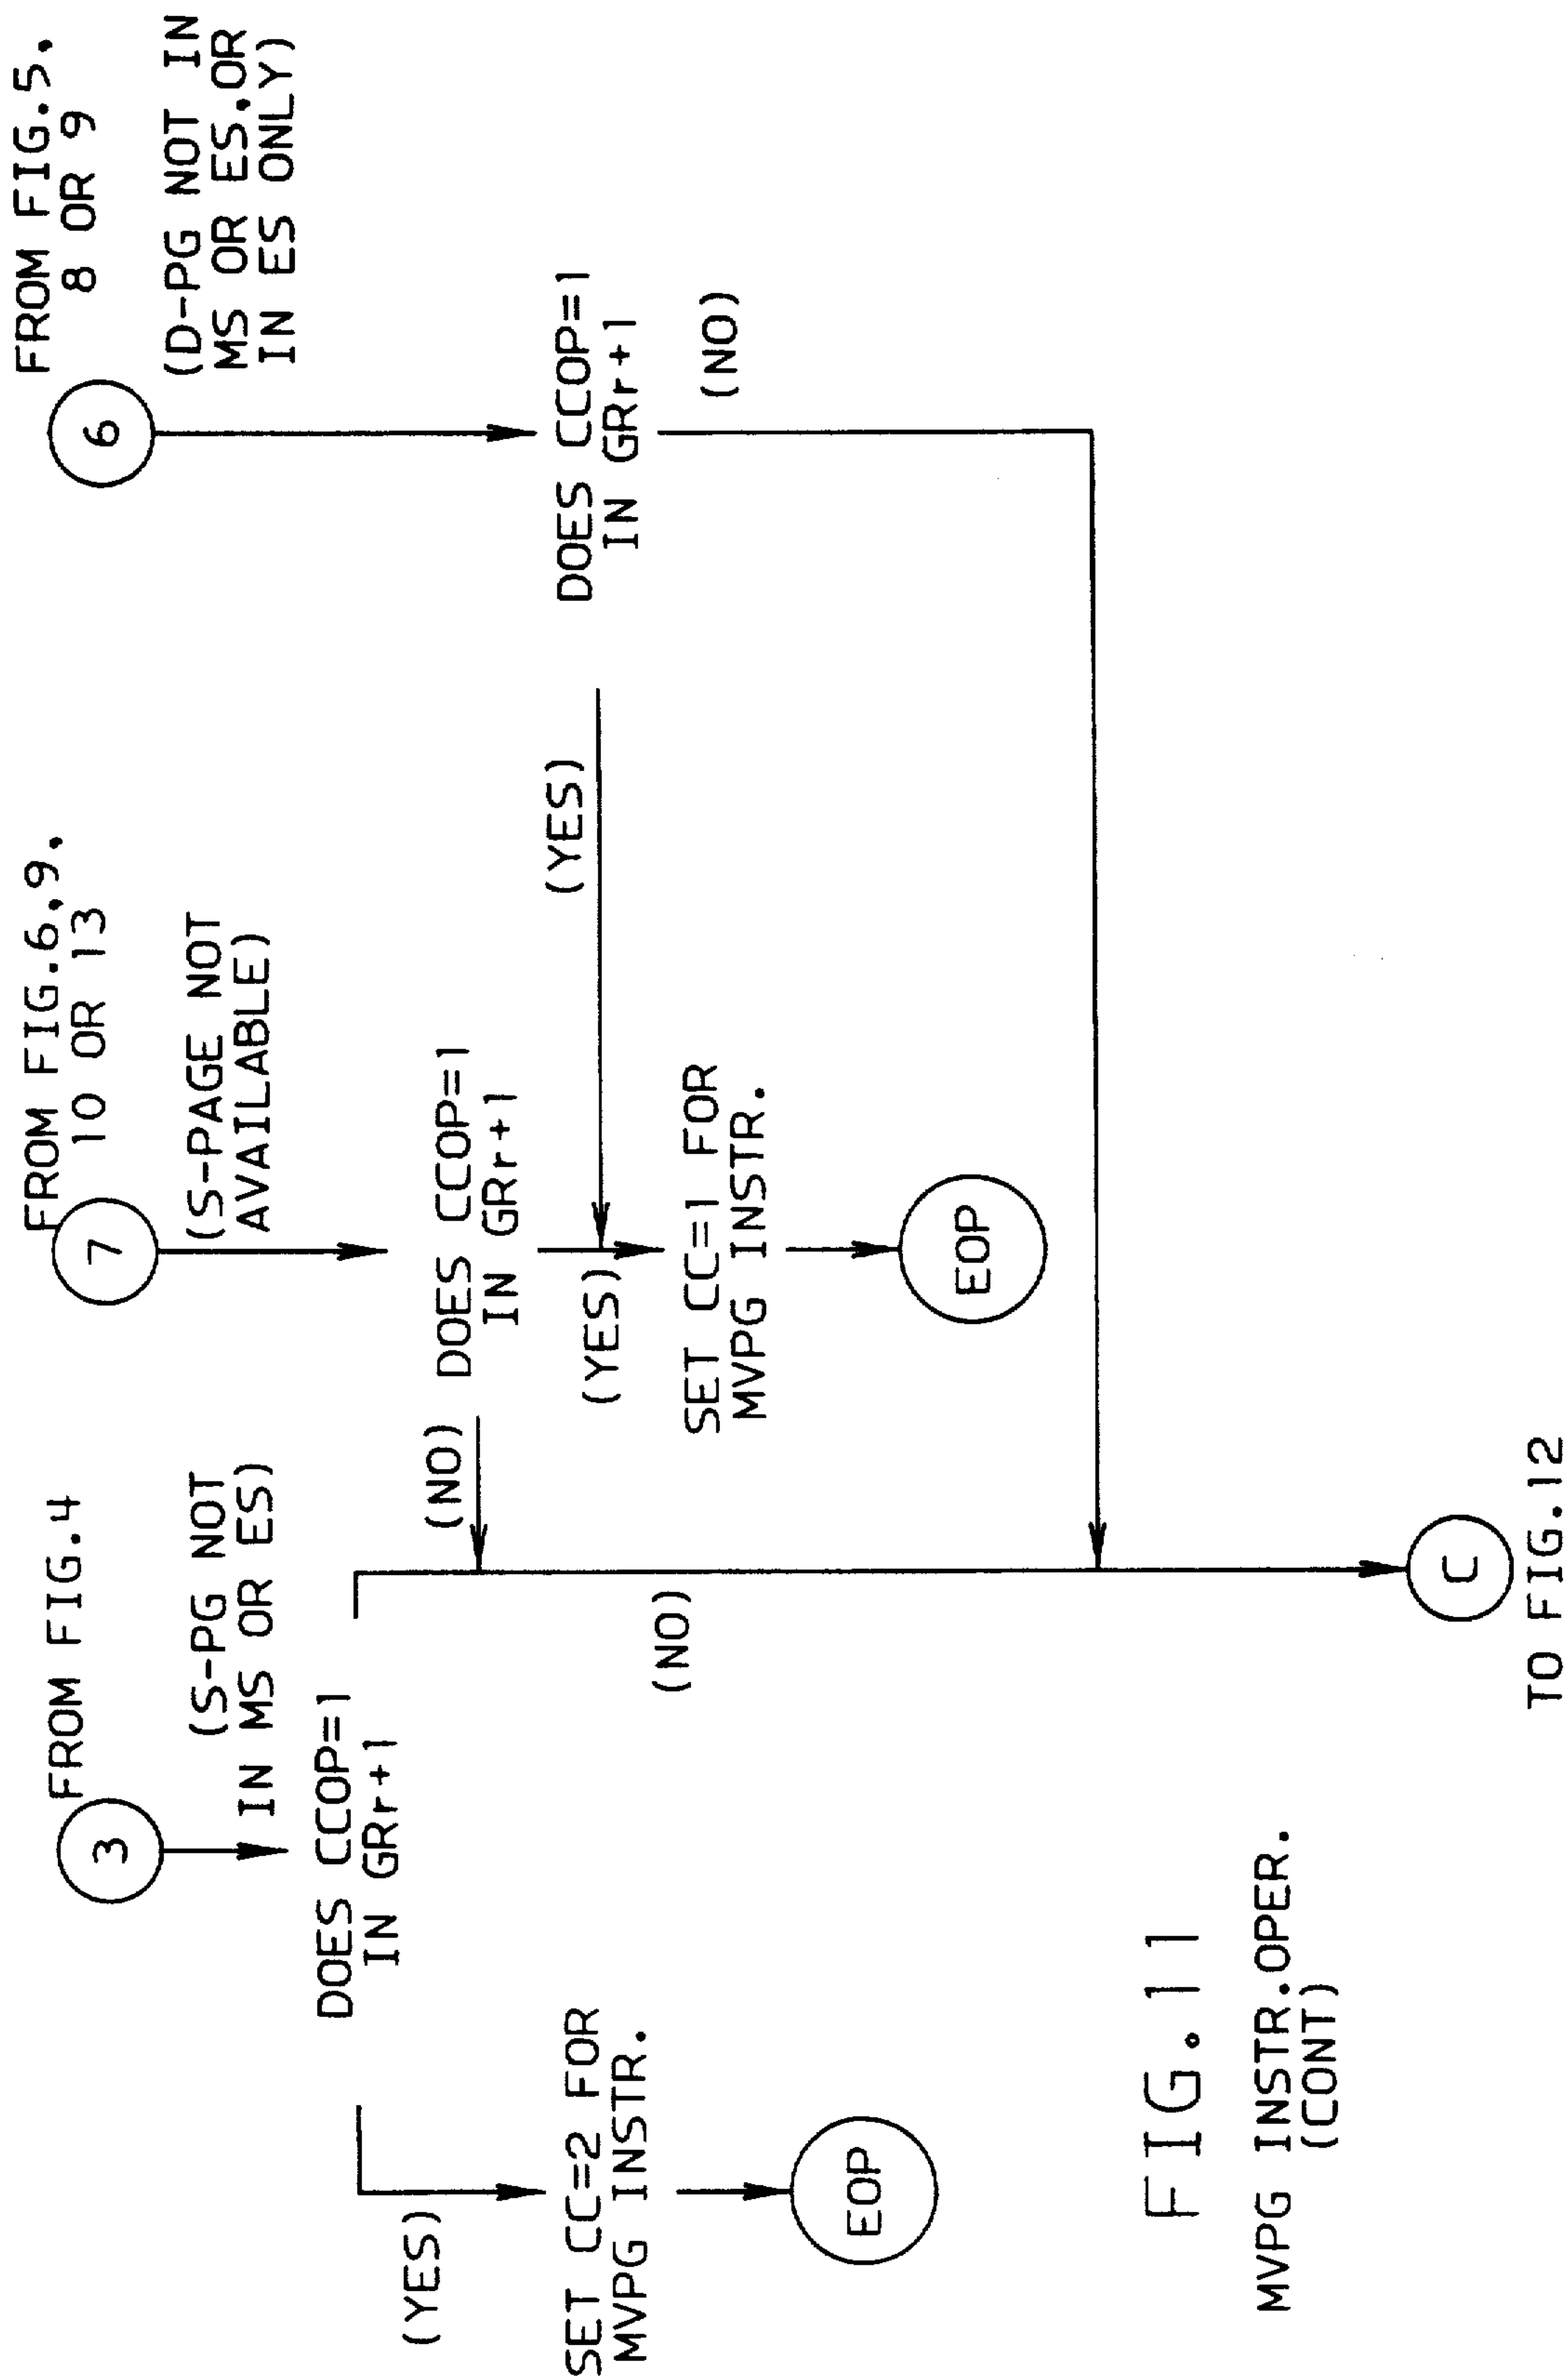 FROM FIG.4
3
(S-PG NOT
IN MS OR ES)
DOES CCOP=1
IN GRr+1
(YES)
SET CC=2 FOR
MVPG INSTR.
EOP
(NO)
FROM FIG.6,9,
10 OR 13
7
(S-PAGE NOT
AVAILABLE)
(NO)
DOES CCOP=1
IN GRr+1
(YES)
SET CC=1 FOR
MVPG INSTR.
EOP
FROM FIG.5,
8 OR 9
6
(D-PG NOT IN
MS OR ES,OR
IN ES ONLY)
DOES CCOP=1
IN GRr+1
(YES)
(NO)
C
TO FIG.12
FIG.11
MVPG INSTR.OPER.
(CONT)